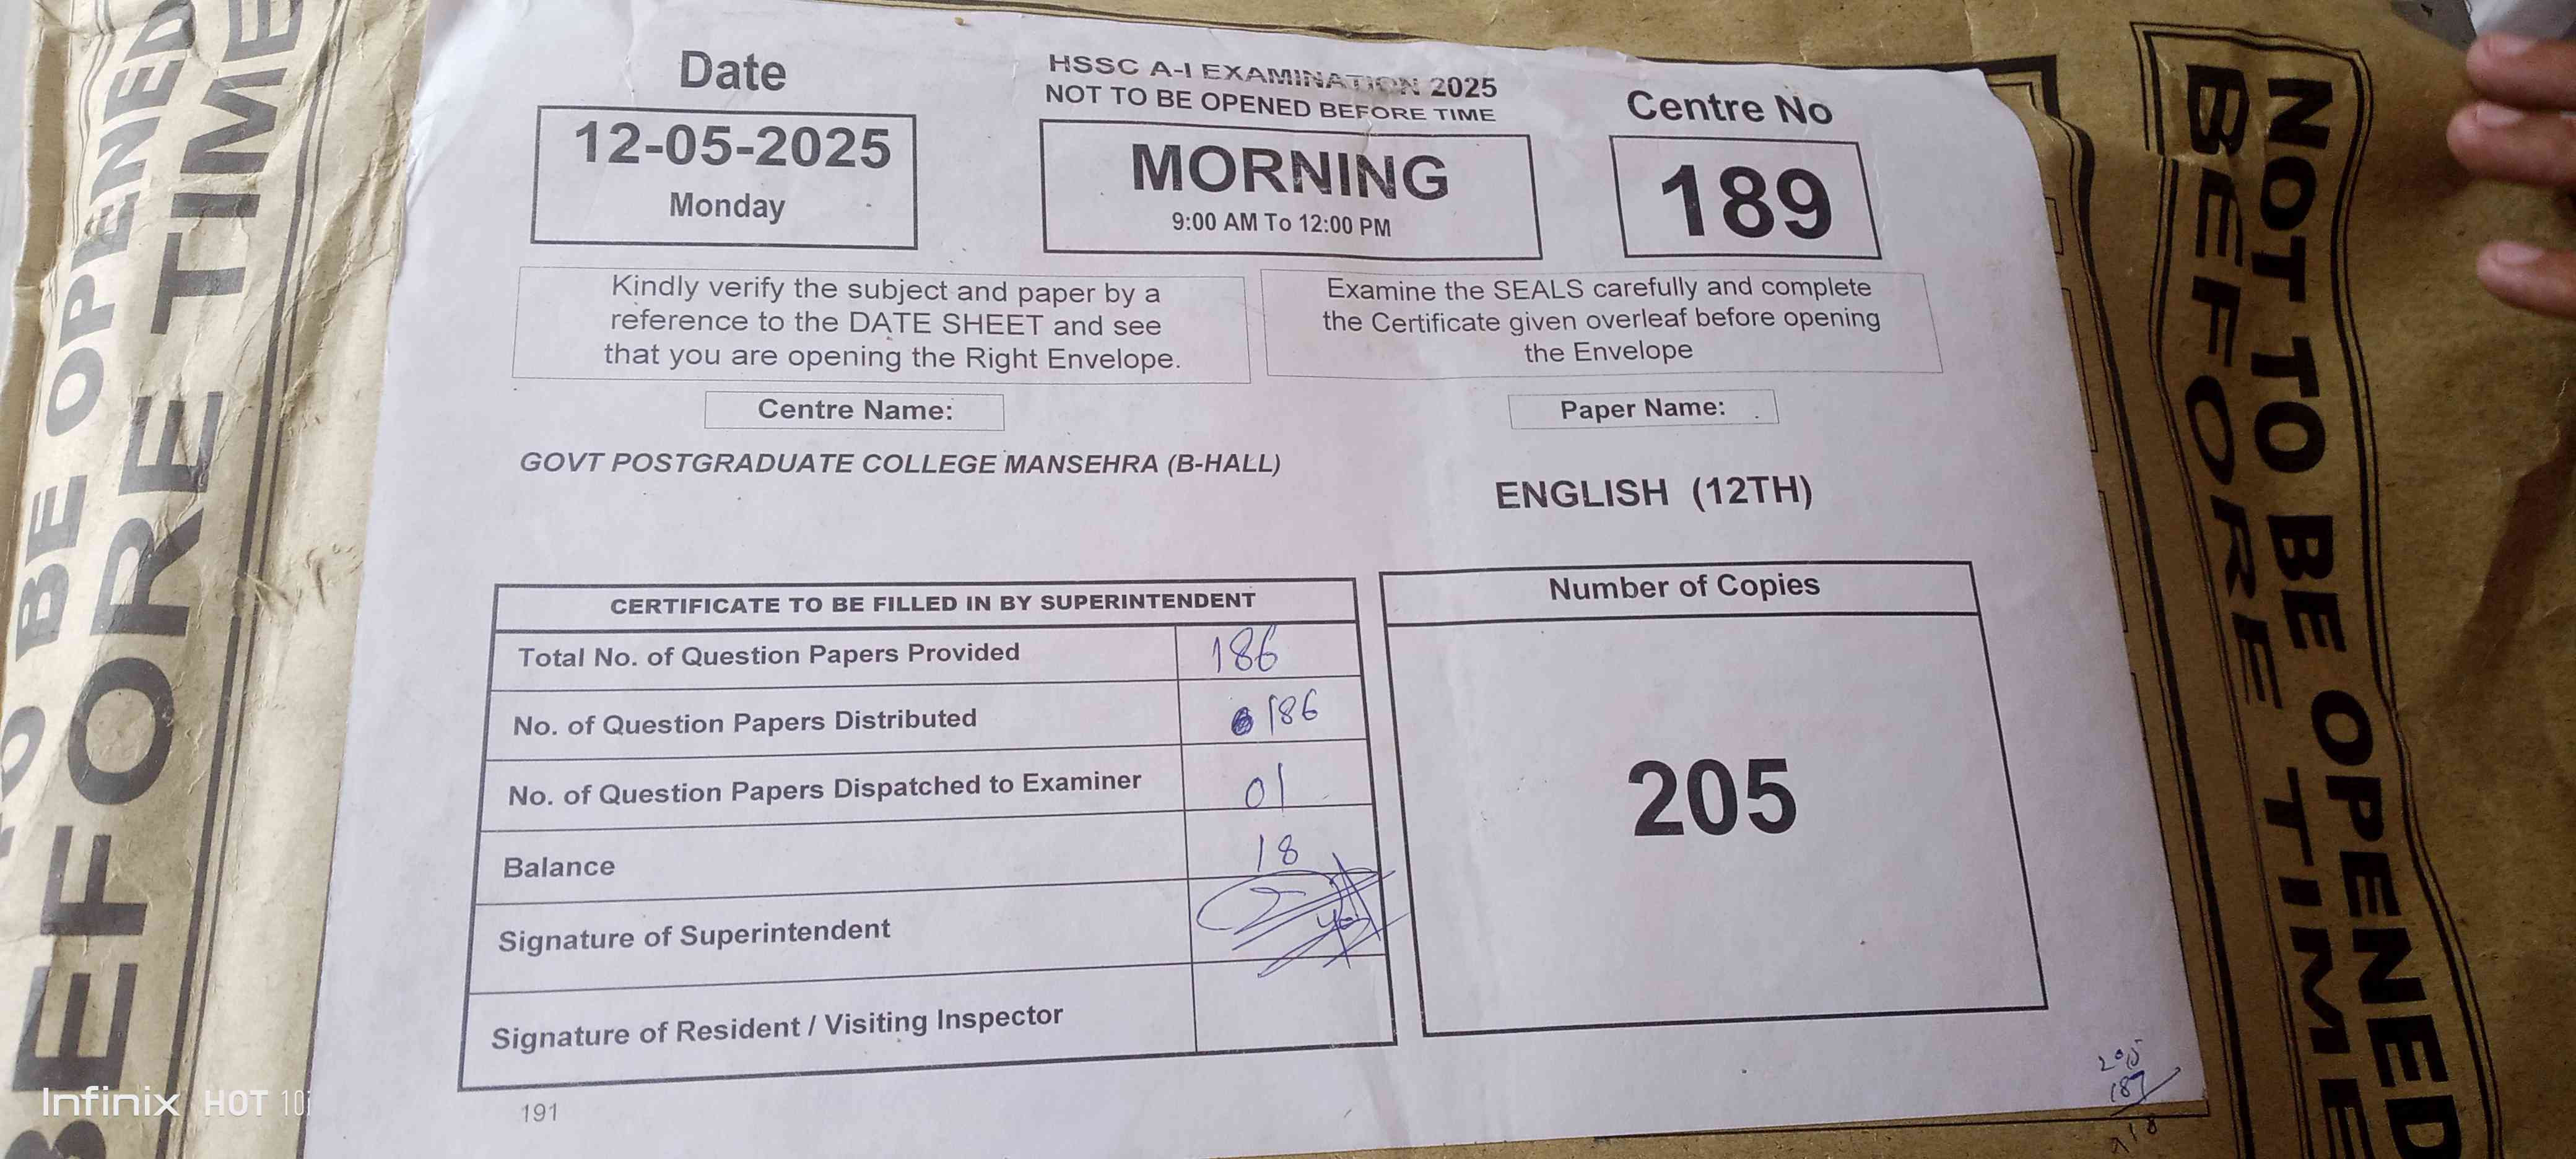 NOT TO BE OPENED
BEFORE TIME
Date
12-05-2025
Monday
HSSC A-I EXAMINATION 2025
NOT TO BE OPENED BEFORE TIME
MORNING
9:00 AM To 12:00 PM
Centre No
189
Kindly verify the subject and paper by a
reference to the DATE SHEET and see
that you are opening the Right Envelope.
Examine the SEALS carefully and complete
the Certificate given overleaf before opening
the Envelope
Centre Name:
GOVT POSTGRADUATE COLLEGE MANSEHRA (B-HALL)
Paper Name:
ENGLISH (12TH)
CERTIFICATE TO BE FILLED IN BY SUPERINTENDENT
Total No. of Question Papers Provided 186
No. of Question Papers Distributed 186
No. of Question Papers Dispatched to Examiner 01
Balance 18
Signature of Superintendent
Signature of Resident / Visiting Inspector
Number of Copies
205
191
205
187
18
TO BE OPENED
BEFORE TIME
Infinix HOT 10i